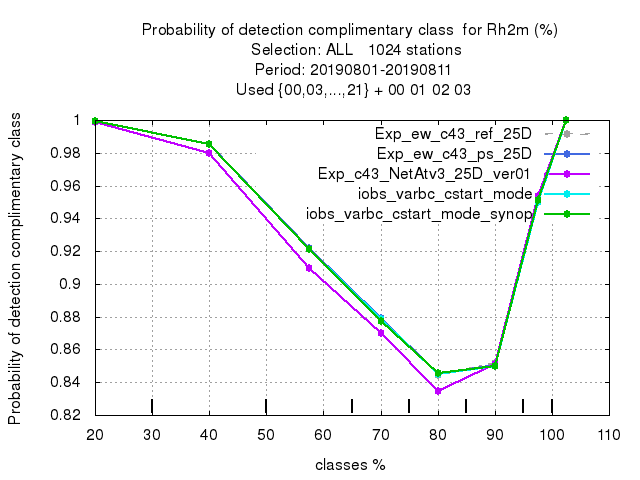 Probability of detection complimentary class  for Rh2m (%)
Selection: ALL   1024 stations
Period: 20190801-20190811
Used {00,03,...,21} + 00 01 02 03
Probability of detection complimentary class
1
0.98
0.96
0.94
0.92
0.9
0.88
0.86
0.84
0.82
Exp_ew_c43_ref_25D
Exp_ew_c43_ps_25D
Exp_c43_NetAtv3_25D_ver01
iobs_varbc_cstart_mode
iobs_varbc_cstart_mode_synop
20 30 40 50 60 70 80 90 100 110
classes %